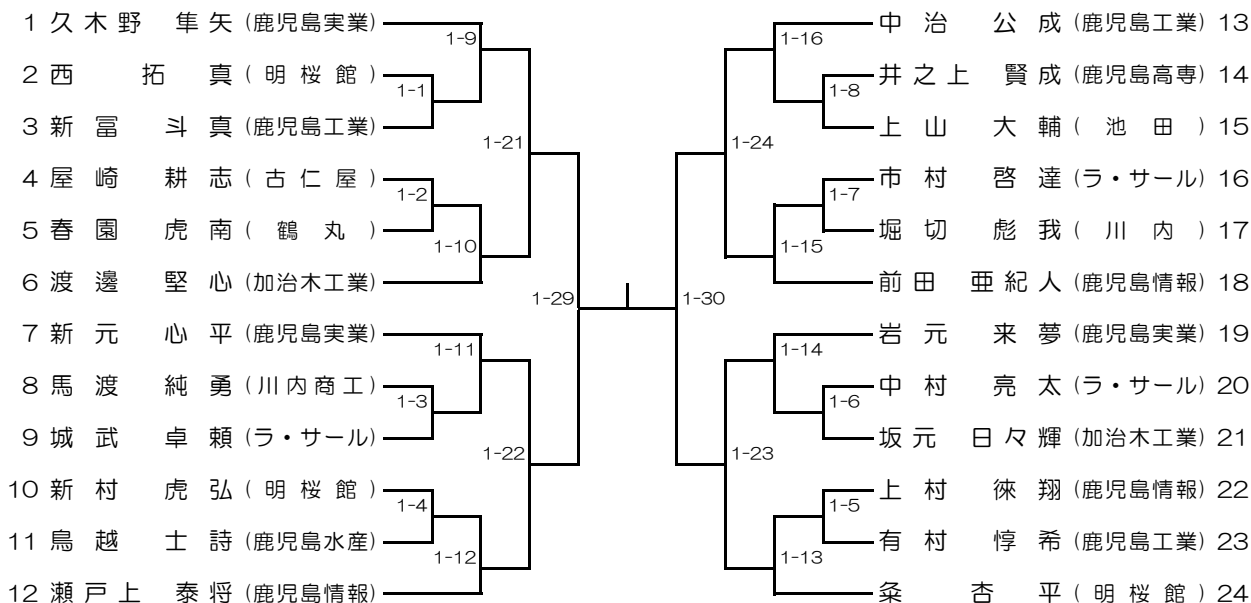 1 久木野 隼矢 (鹿児島実業)
2 西 拓真 (明桜館)
3 新冨 斗真 (鹿児島工業)
4 屋崎 耕志 (古仁屋)
5 春園 虎南 (鶴丸)
6 渡邊 堅心 (加治木工業)
7 新元 心平 (鹿児島実業)
8 馬渡 純勇 (川内商工)
9 城武 卓頼 (ラ・サール)
10 新村 虎弘 (明桜館)
11 鳥越 士詩 (鹿児島水産)
12 瀬戸上 泰将 (鹿児島情報)
1-9
1-1
1-21
1-2
1-10
1-29
1-11
1-3
1-22
1-4
1-12
1-16
1-8
1-24
1-7
1-15
1-30
1-14
1-6
1-23
1-5
1-13
中治 公成 (鹿児島工業) 13
井之上 賢成 (鹿児島高専) 14
上山 大輔 (池田) 15
市村 啓達 (ラ・サール) 16
堀切 彪我 (川内) 17
前田 亜紀人 (鹿児島情報) 18
岩元 来夢 (鹿児島実業) 19
中村 亮太 (ラ・サール) 20
坂元 日々輝 (加治木工業) 21
上村 徠翔 (鹿児島情報) 22
有村 惇希 (鹿児島工業) 23
粂 杏平 (明桜館) 24